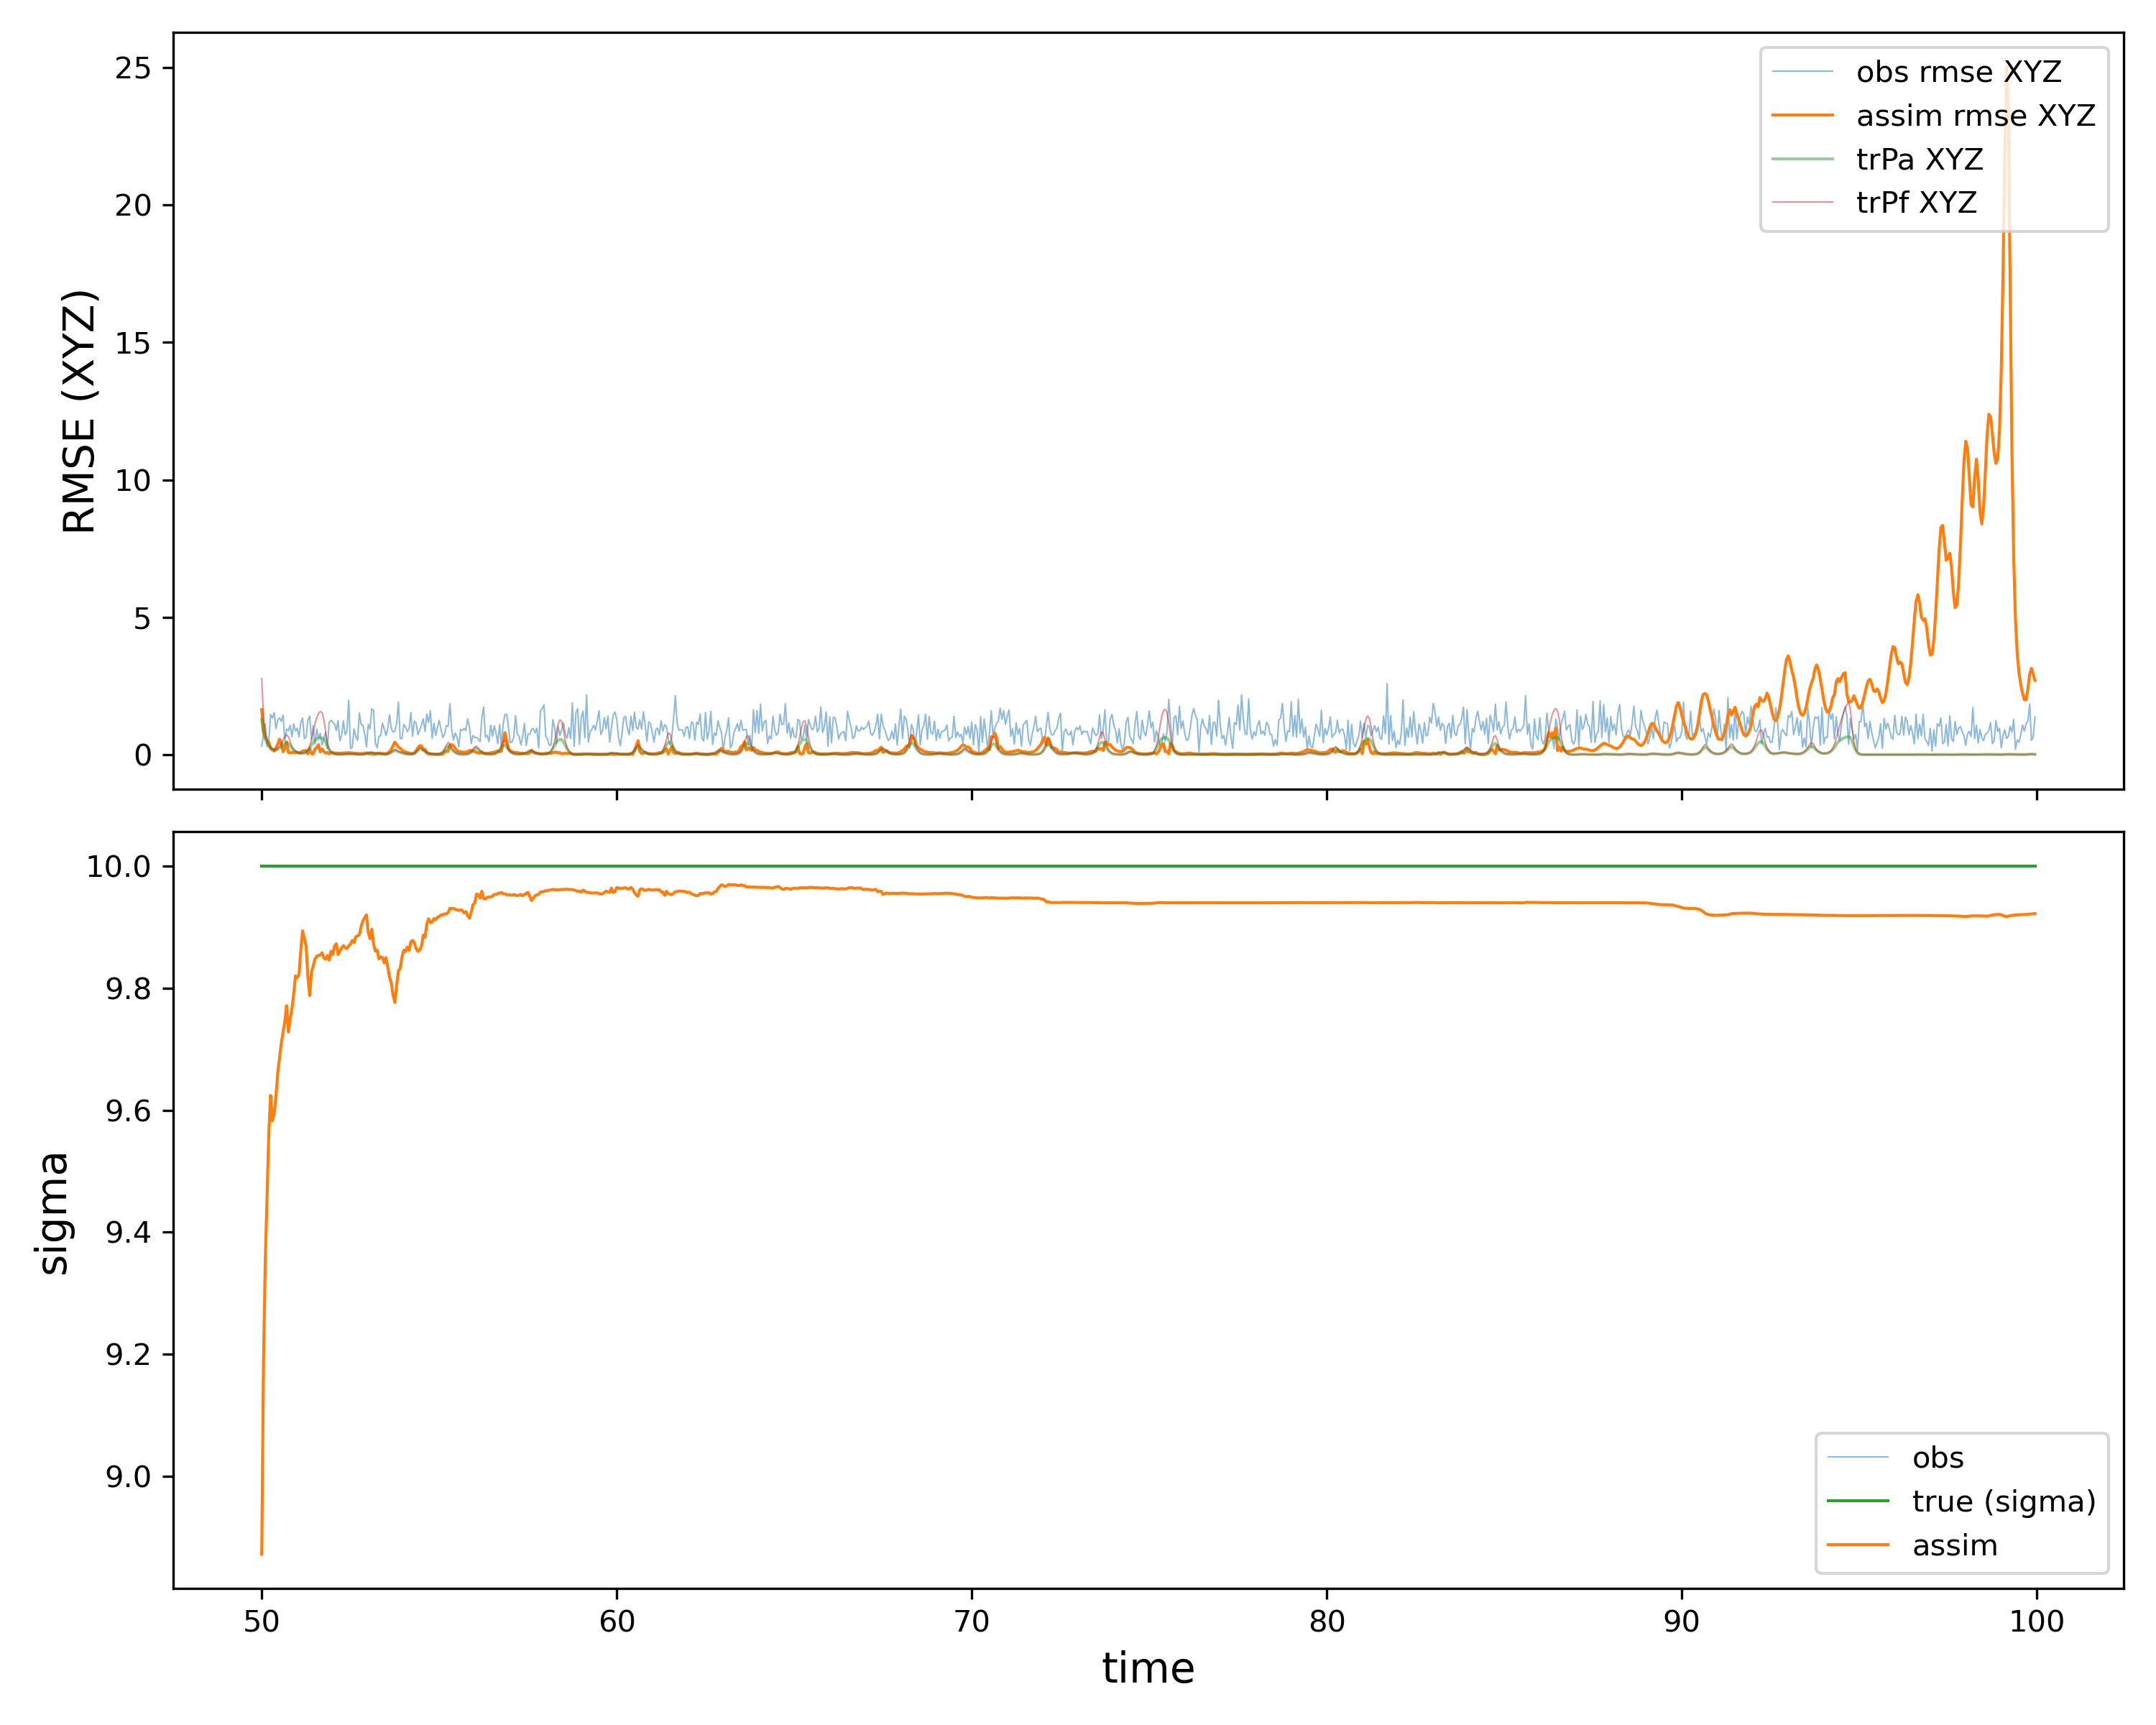 25
20
15
10
5
0
RMSE (XYZ)
obs rmse XYZ
assim rmse XYZ
trPa XYZ
trPf XYZ
10.0
9.8
9.6
9.4
9.2
9.0
sigma
obs
true (sigma)
assim
50
60
70
80
90
100
time